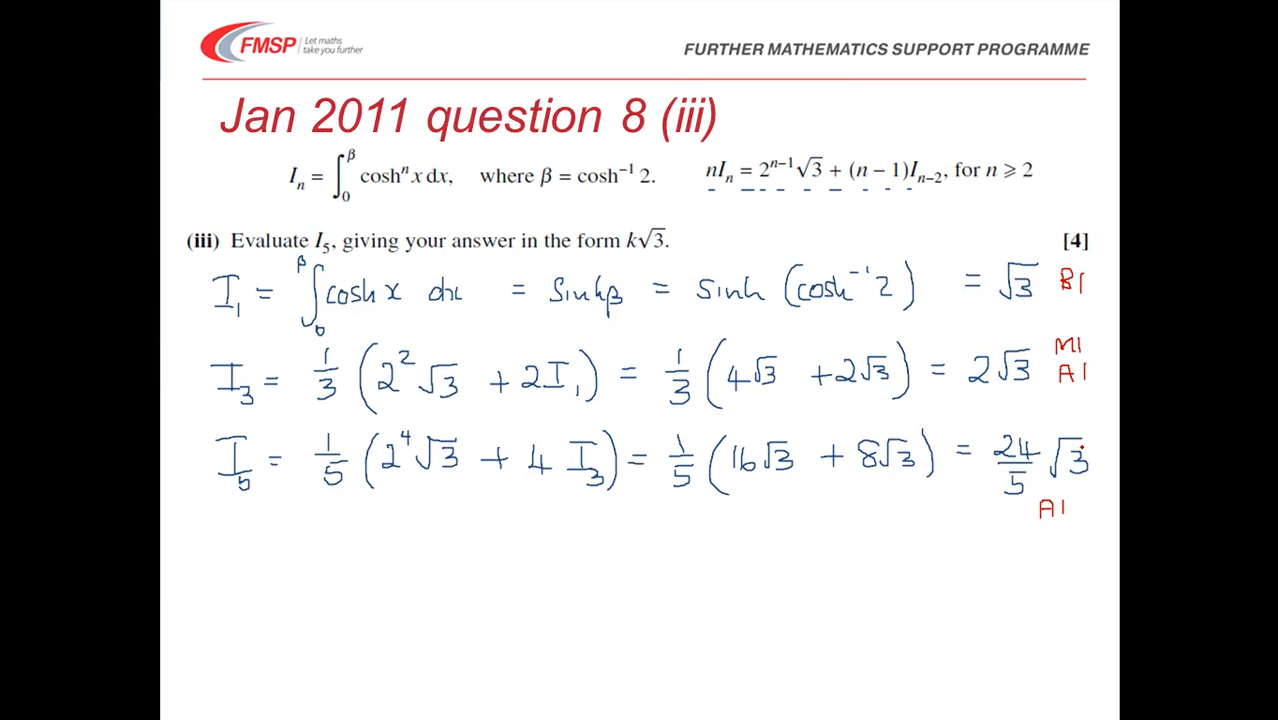 FMSP Let maths take you further
FURTHER MATHEMATICS SUPPORT PROGRAMME
Jan 2011 question 8 (iii)
Iₙ = ∫₀^β coshⁿ x dx, where β = cosh⁻¹ 2. nIₙ = 2ⁿ⁻¹√3 + (n − 1)Iₙ₋₂, for n ⩾ 2
(iii) Evaluate I₅, giving your answer in the form k√3. [4]
I₁ = ∫₀^β cosh x dx = sinh β = sinh (cosh⁻¹ 2) = √3 B1
I₃ = 1/3 (2² √3 + 2I₁) = 1/3 (4√3 + 2√3) = 2√3 M1 A1
I₅ = 1/5 (2⁴ √3 + 4 I₃) = 1/5 (16√3 + 8√3) = 24/5 √3
A1